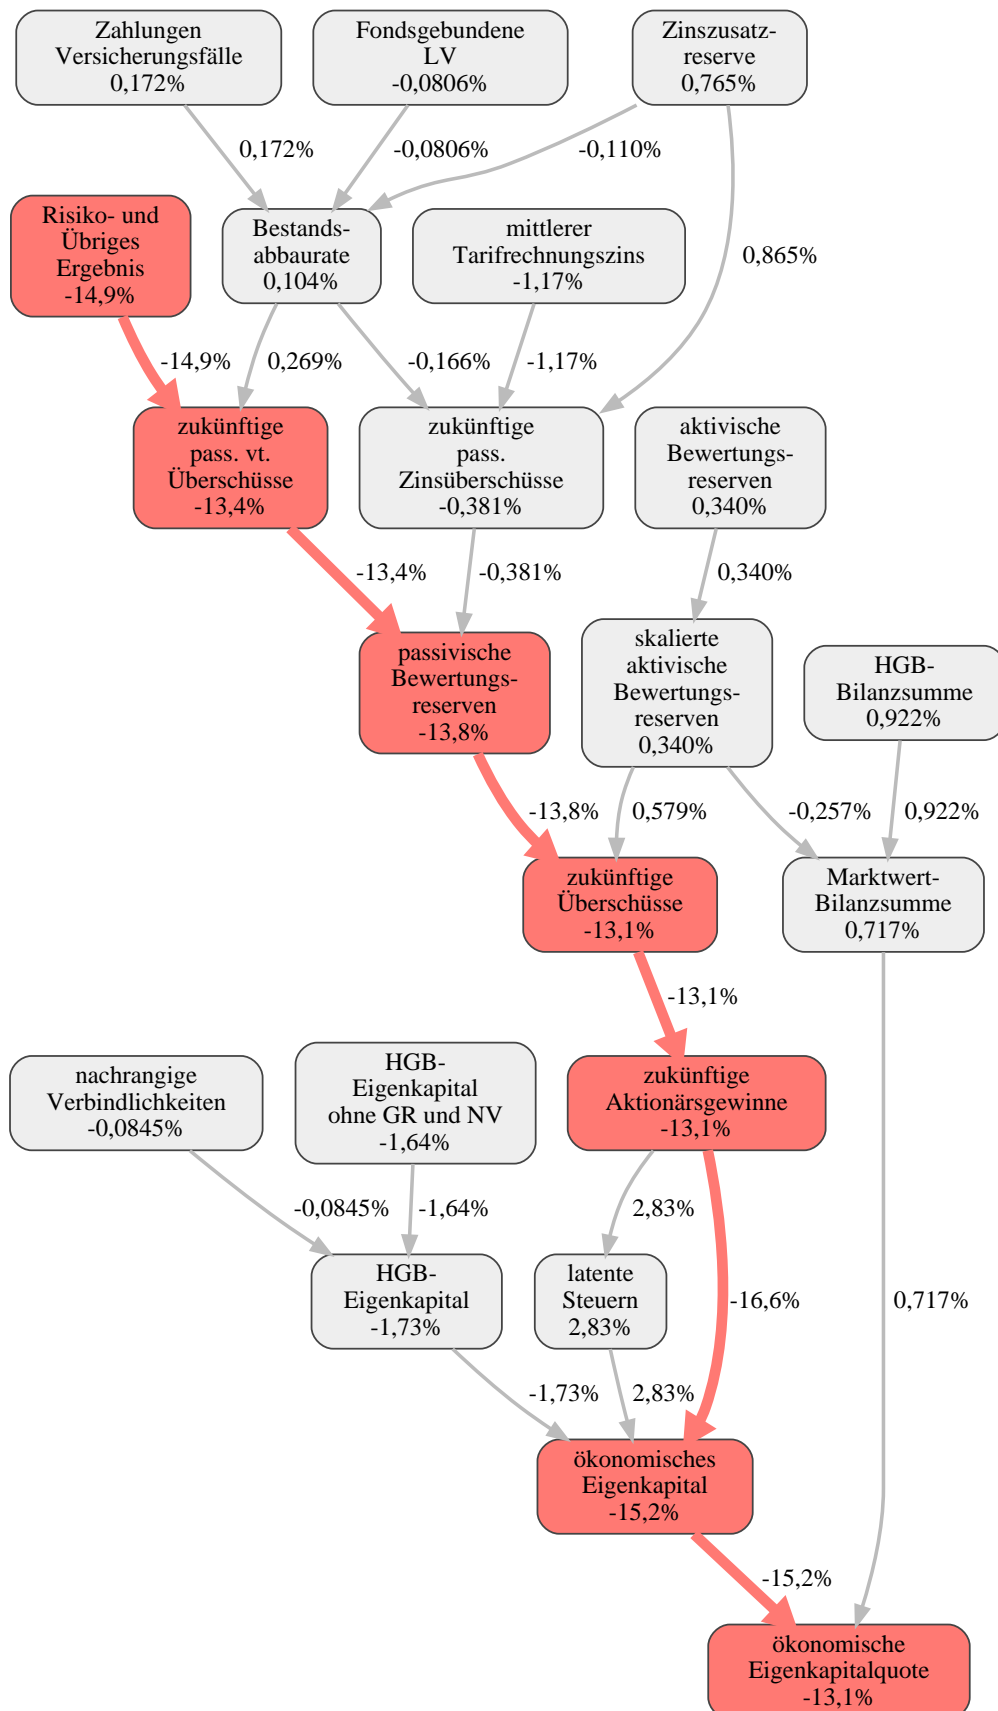 Zahlungen
Versicherungsfälle
0,172%
Fondsgebundene
LV
-0,0806%
Zinszusatz-
reserve
0,765%
0,172%
-0,0806%
-0,110%
Risiko- und
Übriges
Ergebnis
-14,9%
Bestands-
abbaurate
0,104%
mittlerer
Tarifrechnungszins
-1,17%
0,865%
-14,9%
0,269%
-0,166%
-1,17%
zukünftige
pass. vt.
Überschüsse
-13,4%
zukünftige
pass.
Zinsüberschüsse
-0,381%
aktivische
Bewertungs-
reserven
0,340%
-13,4%
-0,381%
0,340%
passivische
Bewertungs-
reserven
-13,8%
skalierte
aktivische
Bewertungs-
reserven
0,340%
HGB-
Bilanzsumme
0,922%
-13,8%
0,579%
-0,257%
0,922%
zukünftige
Überschüsse
-13,1%
Marktwert-
Bilanzsumme
0,717%
-13,1%
nachrangige
Verbindlichkeiten
-0,0845%
HGB-
Eigenkapital
ohne GR und NV
-1,64%
zukünftige
Aktionärsgewinne
-13,1%
-0,0845%
-1,64%
2,83%
HGB-
Eigenkapital
-1,73%
latente
Steuern
2,83%
-16,6%
0,717%
-1,73%
2,83%
ökonomisches
Eigenkapital
-15,2%
-15,2%
ökonomische
Eigenkapitalquote
-13,1%